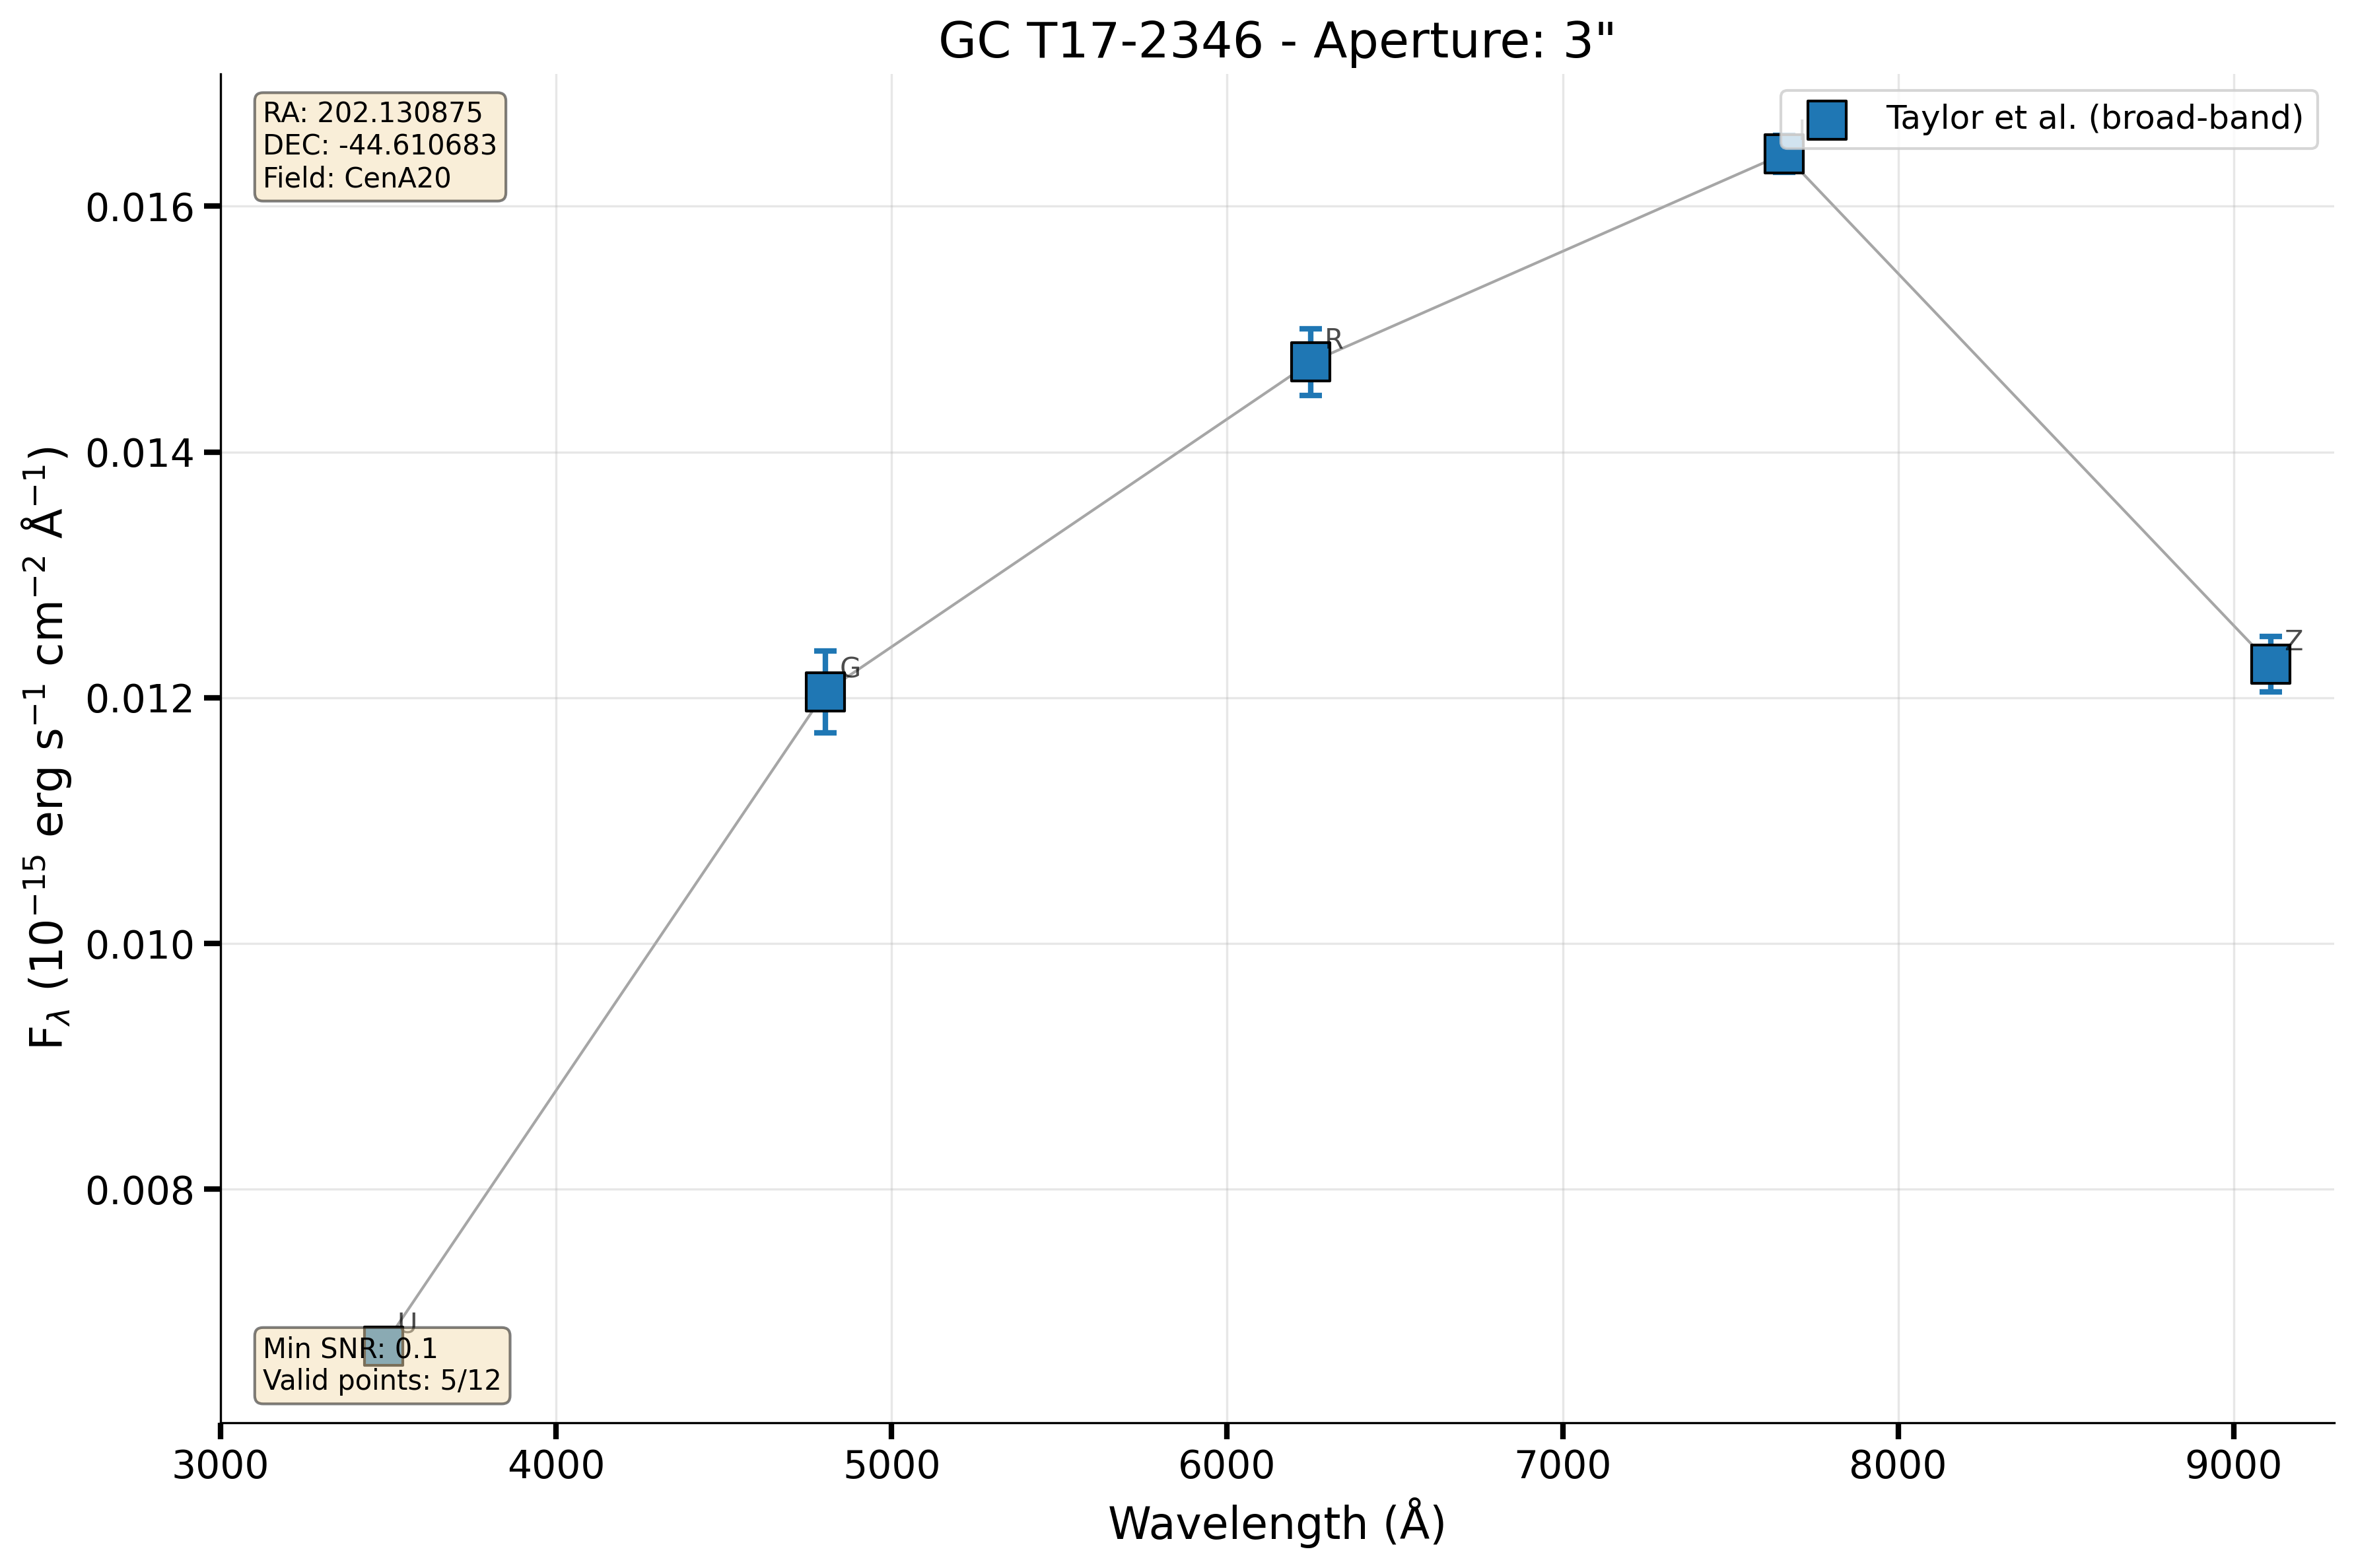 GC T17-2346 - Aperture: 3"
RA: 202.130875
DEC: -44.610683
Field: CenA20
Taylor et al. (broad-band)
I
R
G
Z
U
Min SNR: 0.1
Valid points: 5/12
0.016
0.014
0.012
0.010
0.008
F_λ (10⁻¹⁵ erg s⁻¹ cm⁻² Å⁻¹)
3000 4000 5000 6000 7000 8000 9000
Wavelength (Å)